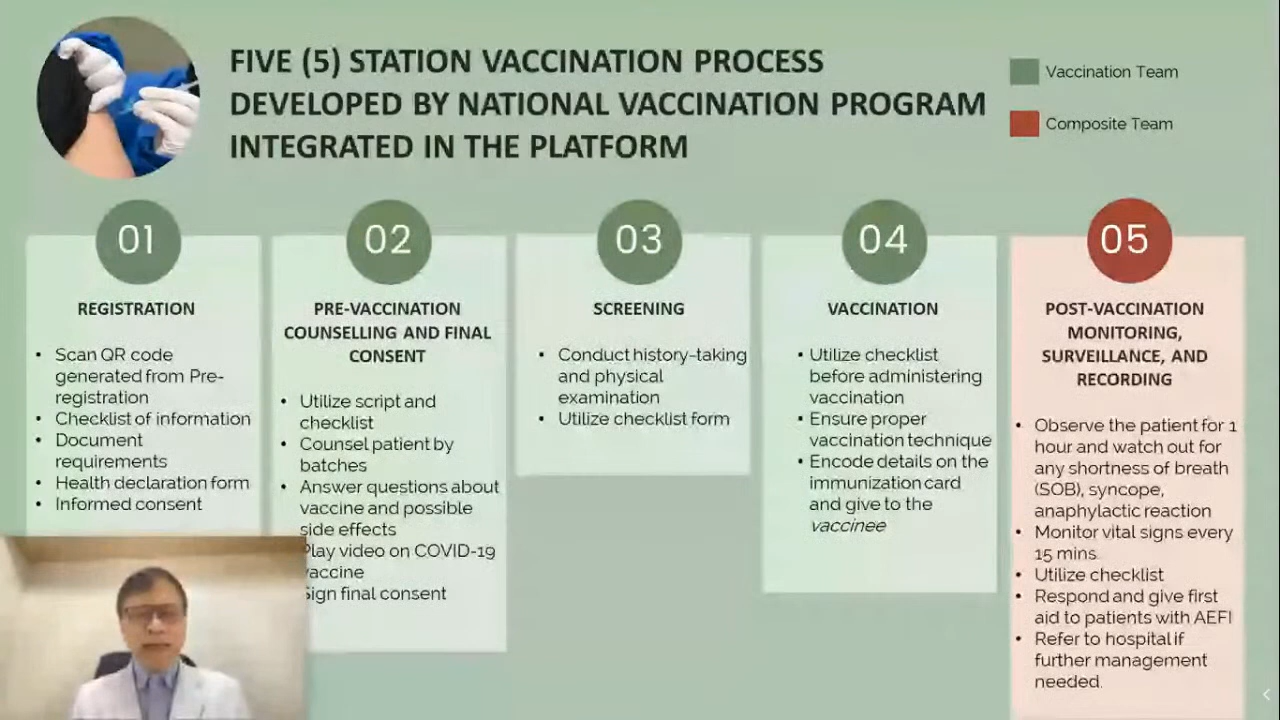 FIVE (5) STATION VACCINATION PROCESS
DEVELOPED BY NATIONAL VACCINATION PROGRAM
INTEGRATED IN THE PLATFORM
Vaccination Team
Composite Team
01
REGISTRATION
• Scan QR code
generated from Pre-
registration
• Checklist of information
• Document
requirements
• Health declaration form
• Informed consent
02
PRE-VACCINATION
COUNSELLING AND FINAL
CONSENT
• Utilize script and
checklist
• Counsel patient by
batches
• Answer questions about
vaccine and possible
side effects
Play video on COVID-19
vaccine
Sign final consent
03
SCREENING
• Conduct history-taking
and physical
examination
• Utilize checklist form
04
VACCINATION
• Utilize checklist
before administering
vaccination
• Ensure proper
vaccination technique
• Encode details on the
immunization card
and give to the
vaccinee
05
POST-VACCINATION
MONITORING,
SURVEILLANCE, AND
RECORDING
• Observe the patient for 1
hour and watch out for
any shortness of breath
(SOB), syncope,
anaphylactic reaction
• Monitor vital signs every
15 mins.
• Utilize checklist
• Respond and give first
aid to patients with AEFI
• Refer to hospital if
further management
needed.